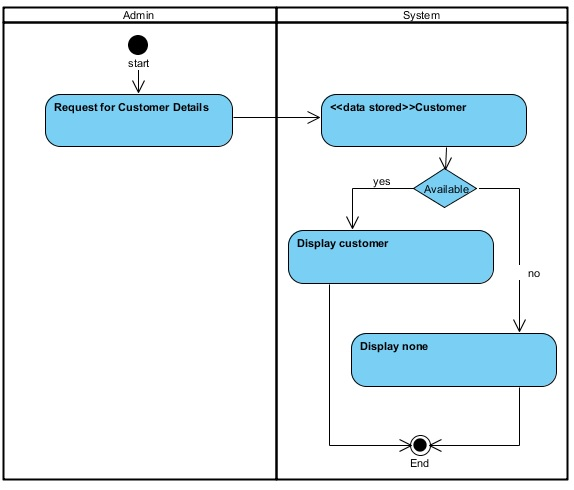 Admin
System
start
Request for Customer Details
<<data stored>>Customer
Available
yes
Display customer
no
Display none
End